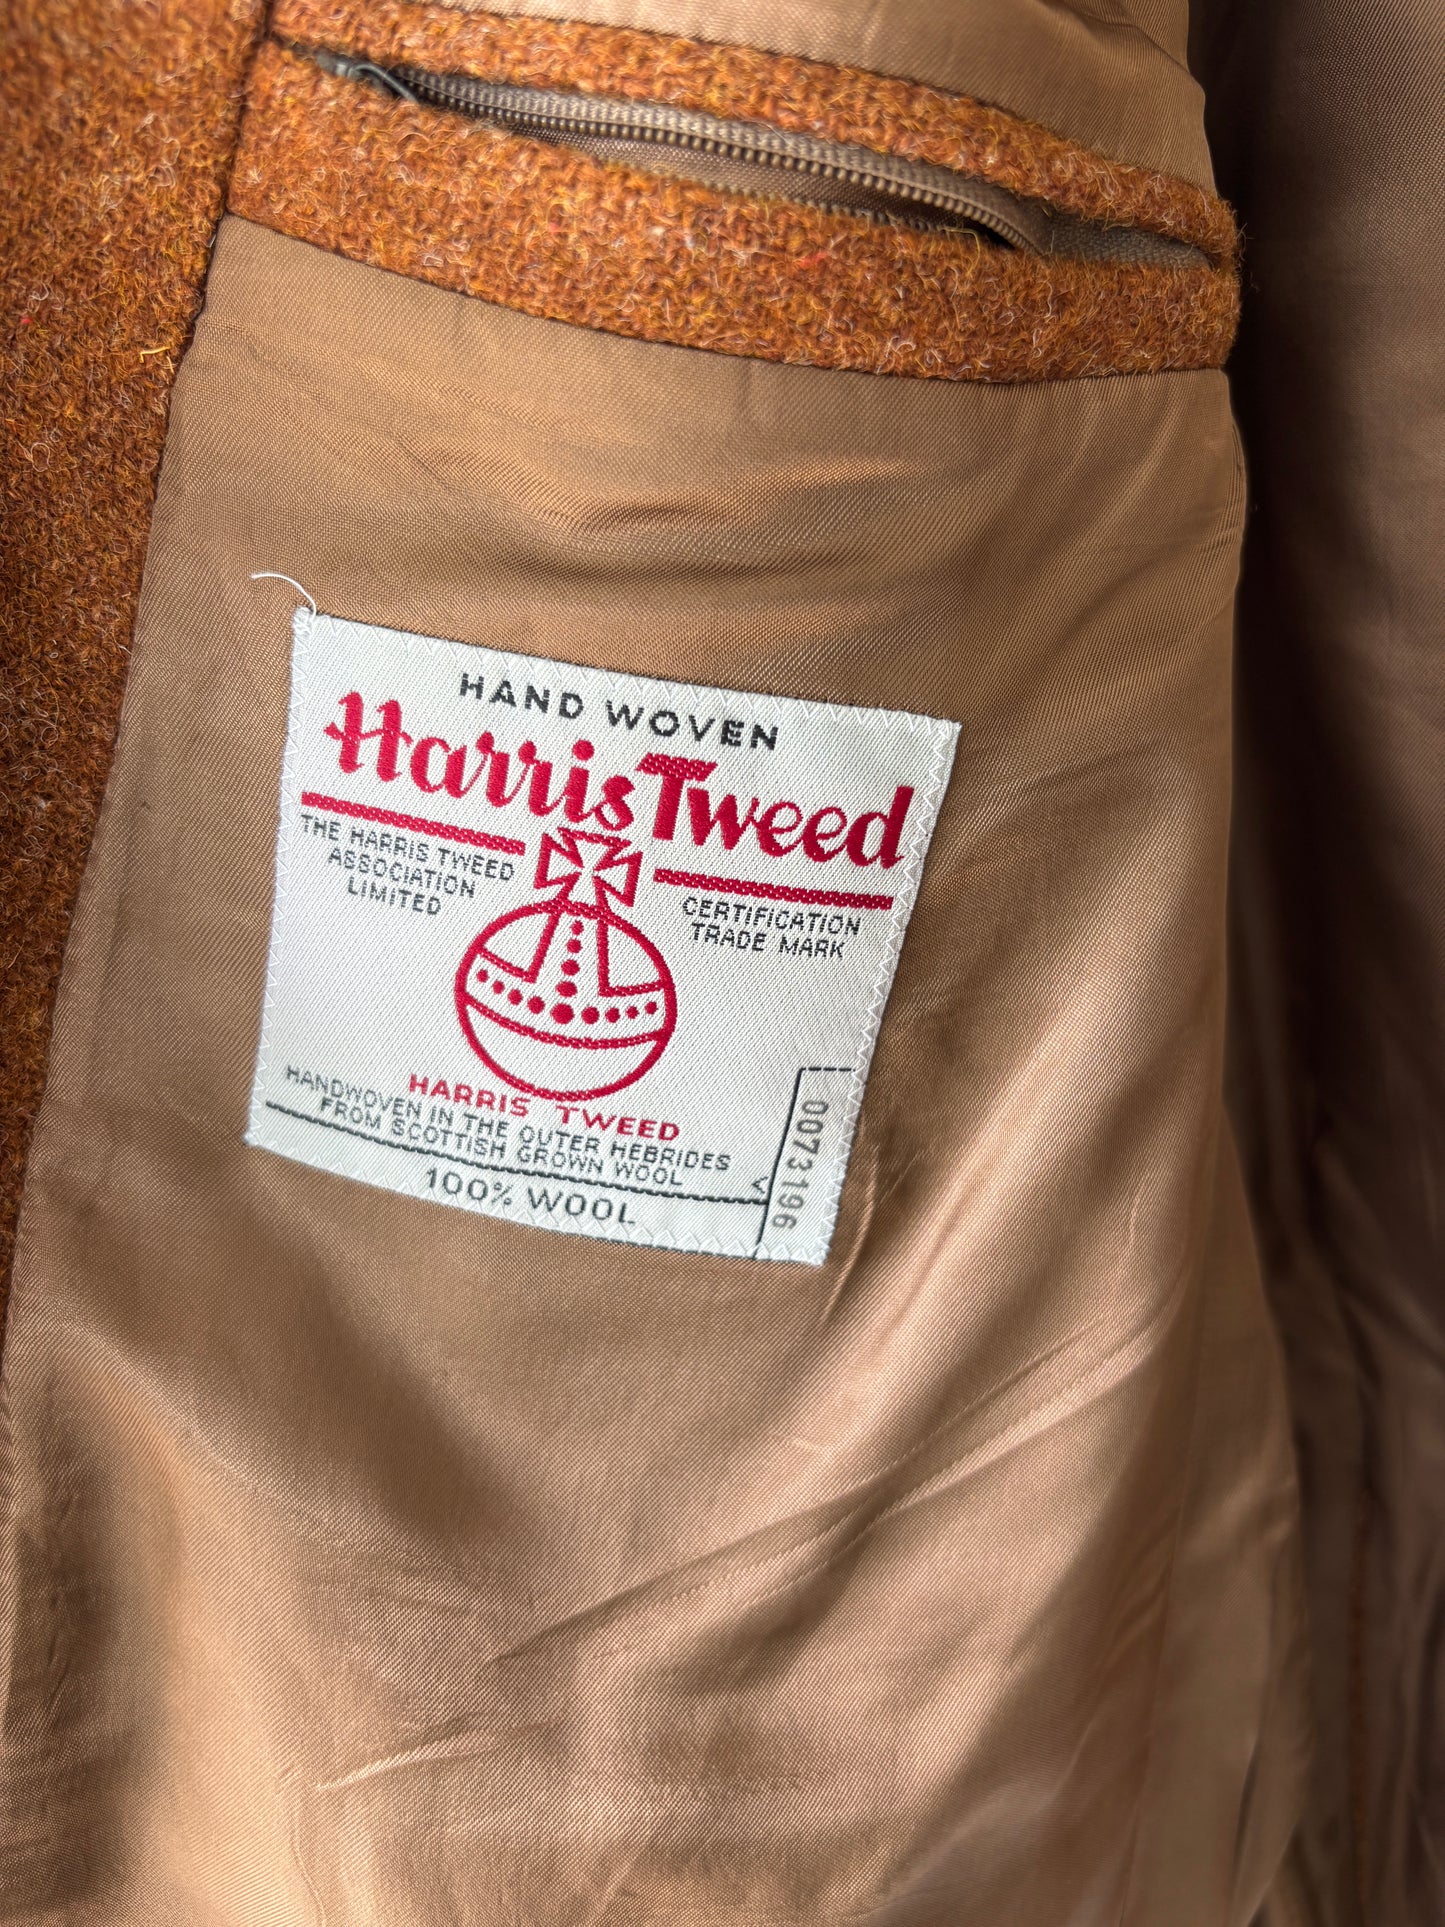 HAND WOVEN
Harris Tweed
THE HARRIS TWEED
ASSOCIATION
LIMITED
CERTIFICATION
TRADE MARK
HARRIS TWEED
HANDWOVEN IN THE OUTER HEBRIDES
FROM SCOTTISH GROWN WOOL
100% WOOL
0073196